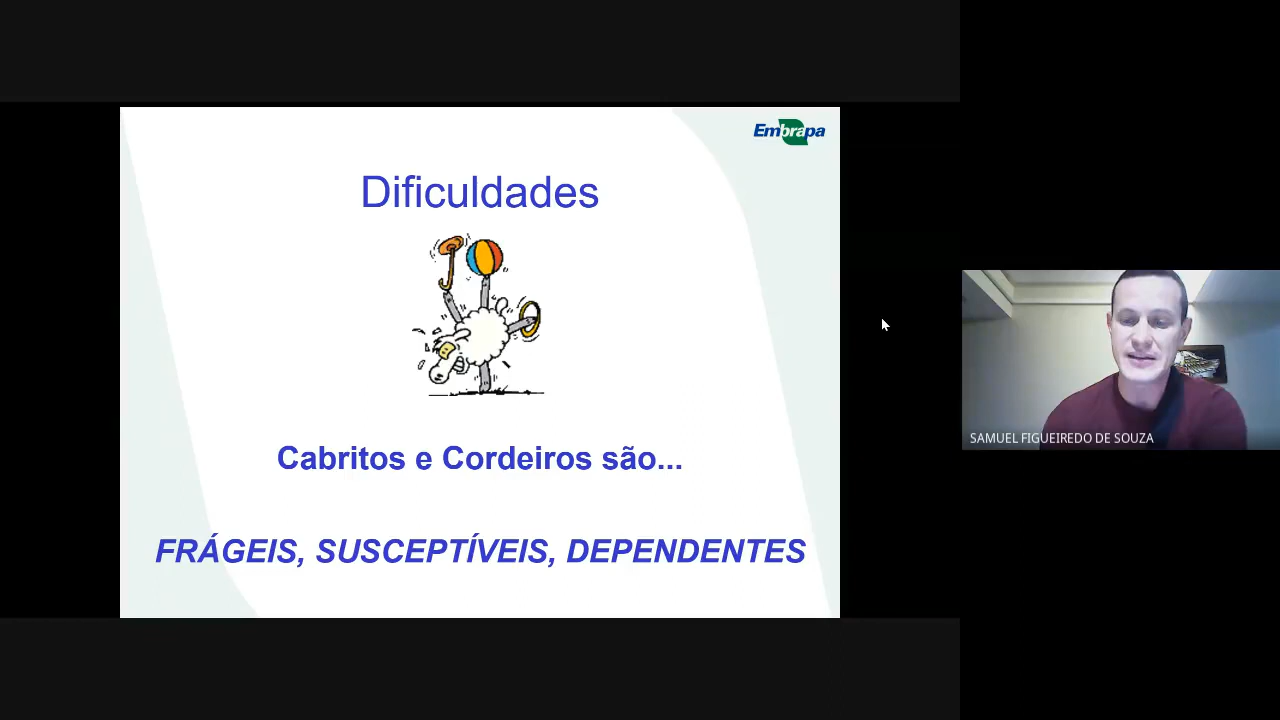 Embrapa
Dificuldades
Cabritos e Cordeiros são...
FRÁGEIS, SUSCEPTÍVEIS, DEPENDENTES
SAMUEL FIGUEIREDO DE SOUZA